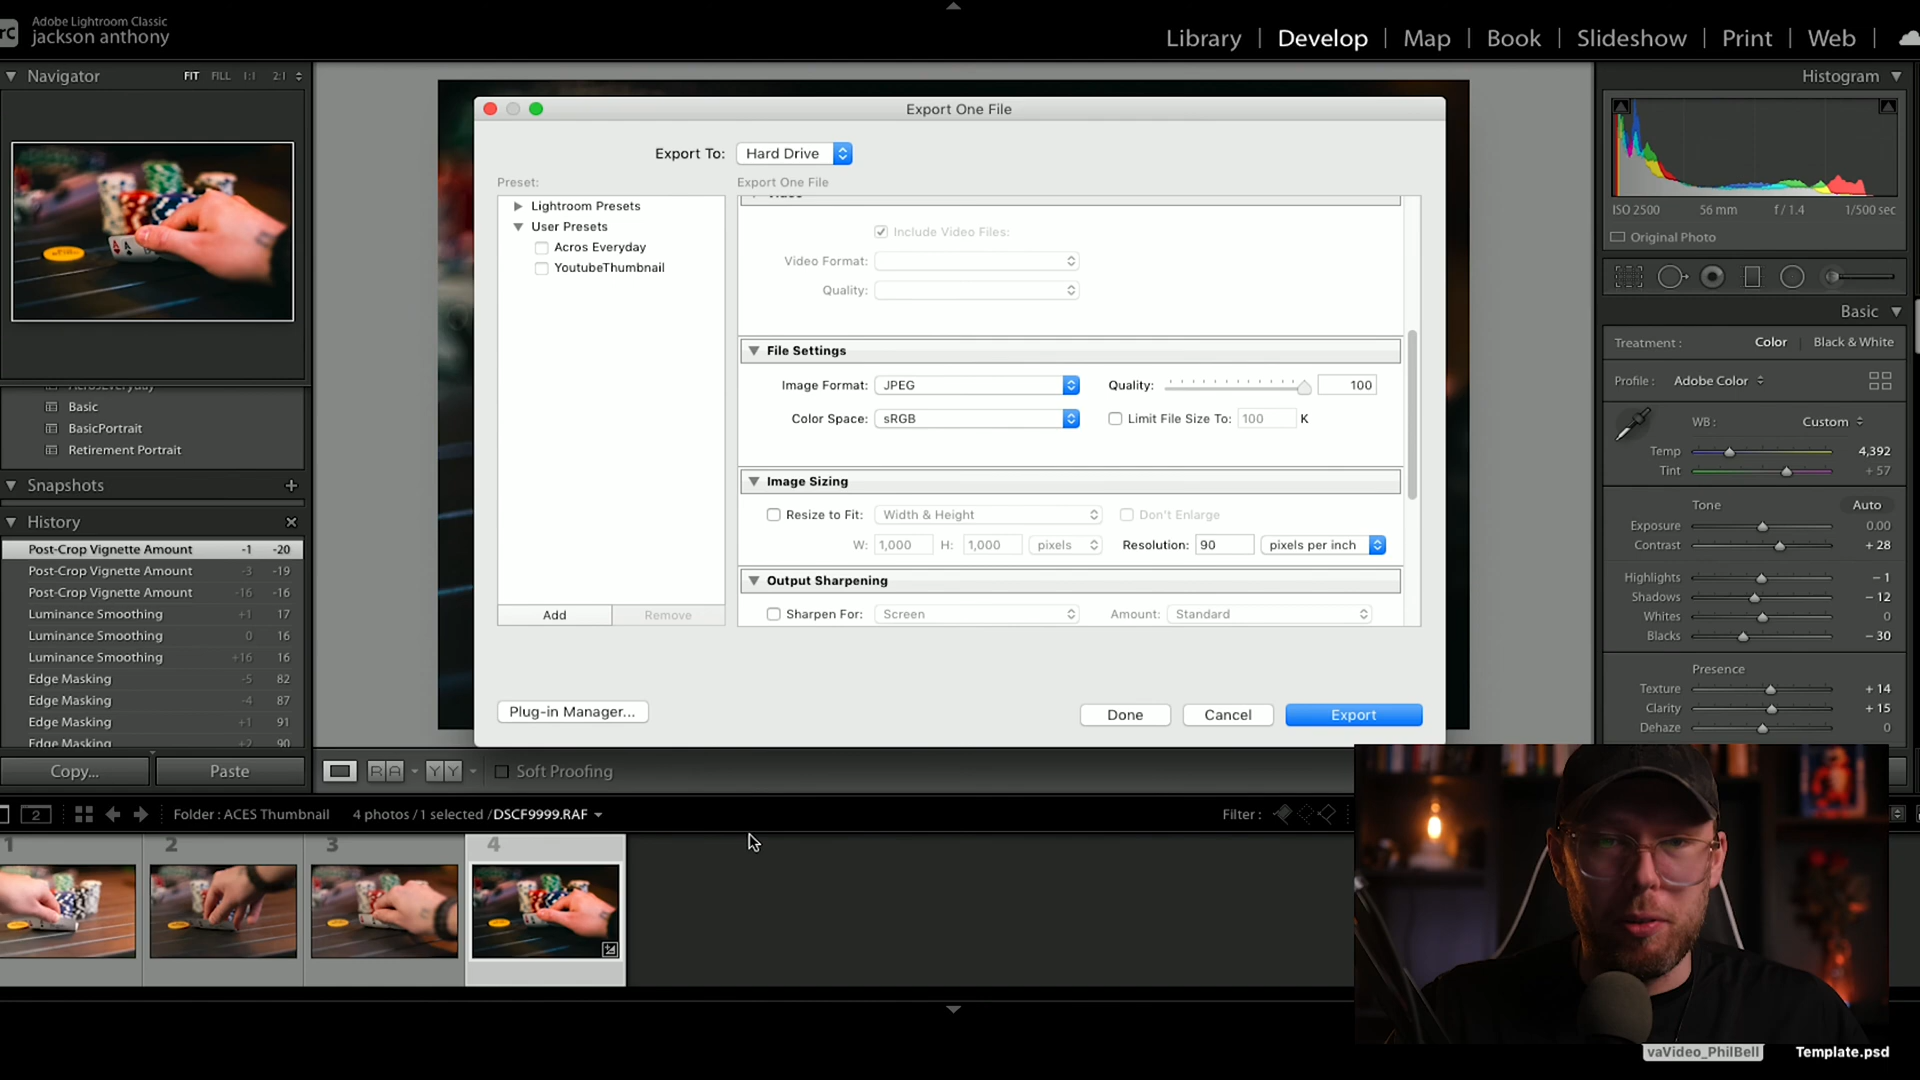 rC
Adobe Lightroom Classic
jackson anthony
Library | Develop | Map | Book | Slideshow | Print | Web |
Navigator FIT FILL 1:1 2:1
Basic
BasicPortrait
Retirement Portrait
Snapshots +
History
Post-Crop Vignette Amount -1 -20
Post-Crop Vignette Amount -3 -19
Post-Crop Vignette Amount -16 -16
Luminance Smoothing +1 17
Luminance Smoothing 0 16
Luminance Smoothing +16 16
Edge Masking -5 82
Edge Masking -4 87
Edge Masking +1 91
Edge Masking +2 90
Copy... Paste
Export One File
Export To: Hard Drive
Preset:
Lightroom Presets
User Presets
Acros Everyday
YoutubeThumbnail
Add Remove
Export One File
Video
Include Video Files:
Video Format:
Quality:
File Settings
Image Format: JPEG Quality: 100
Color Space: sRGB Limit File Size To: 100 K
Image Sizing
Resize to Fit: Width & Height Don't Enlarge
W: 1,000 H: 1,000 pixels Resolution: 90 pixels per inch
Output Sharpening
Sharpen For: Screen Amount: Standard
Plug-in Manager... Done Cancel Export
Histogram
ISO 2500 56 mm f / 1.4 1/500 sec
Original Photo
Basic
Treatment : Color Black & White
Profile : Adobe Color
WB : Custom
Temp 4,392
Tint + 57
Tone Auto
Exposure 0.00
Contrast + 28
Highlights − 1
Shadows − 12
Whites 0
Blacks − 30
Presence
Texture + 14
Clarity + 15
Dehaze 0
R A Y Y Soft Proofing
2 Folder : ACES Thumbnail 4 photos / 1 selected / DSCF9999.RAF Filter :
1 2 3 4
vaVideo_PhilBell Template.psd